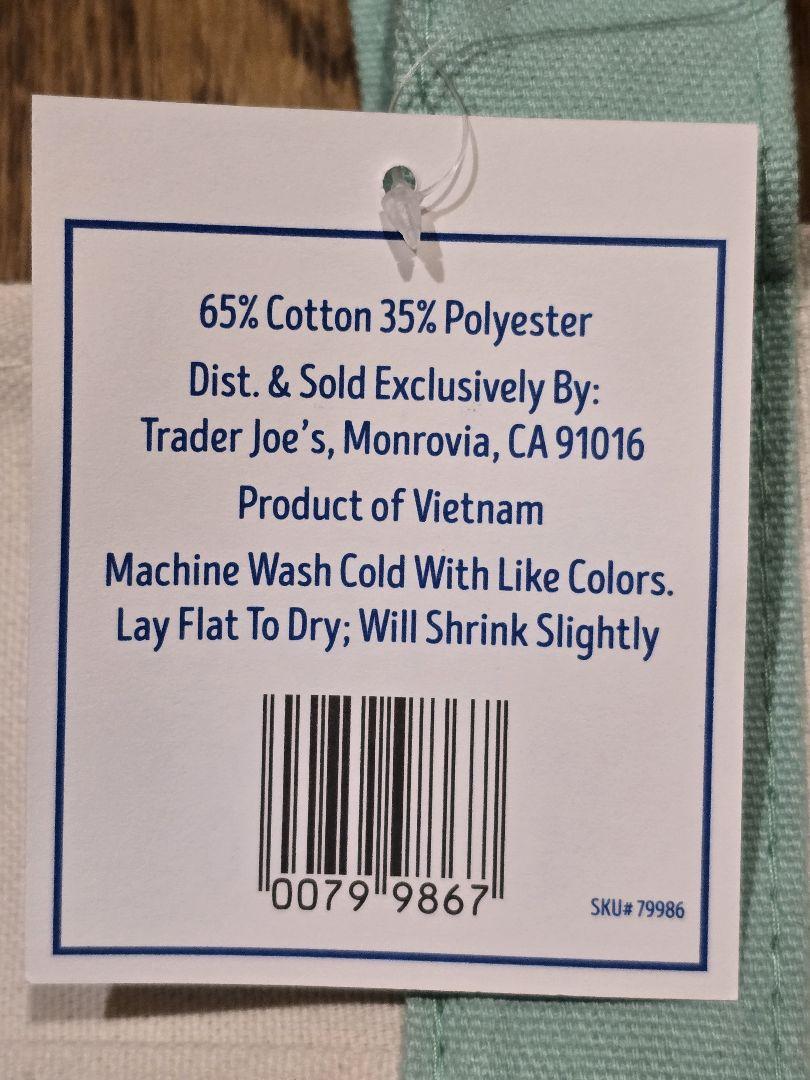 65% Cotton 35% Polyester
Dist. & Sold Exclusively By:
Trader Joe's, Monrovia, CA 91016
Product of Vietnam
Machine Wash Cold With Like Colors.
Lay Flat To Dry; Will Shrink Slightly
0079 9867
SKU# 79986